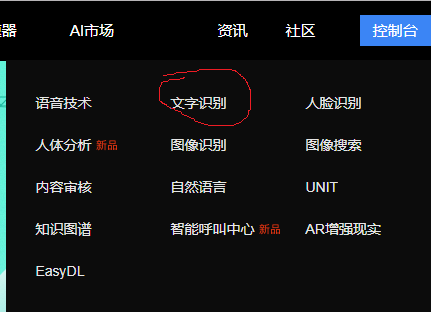 AI市场 资讯 社区 控制台
语音技术 文字识别 人脸识别
人体分析 新品 图像识别 图像搜索
内容审核 自然语言 UNIT
知识图谱 智能呼叫中心 新品 AR增强现实
EasyDL